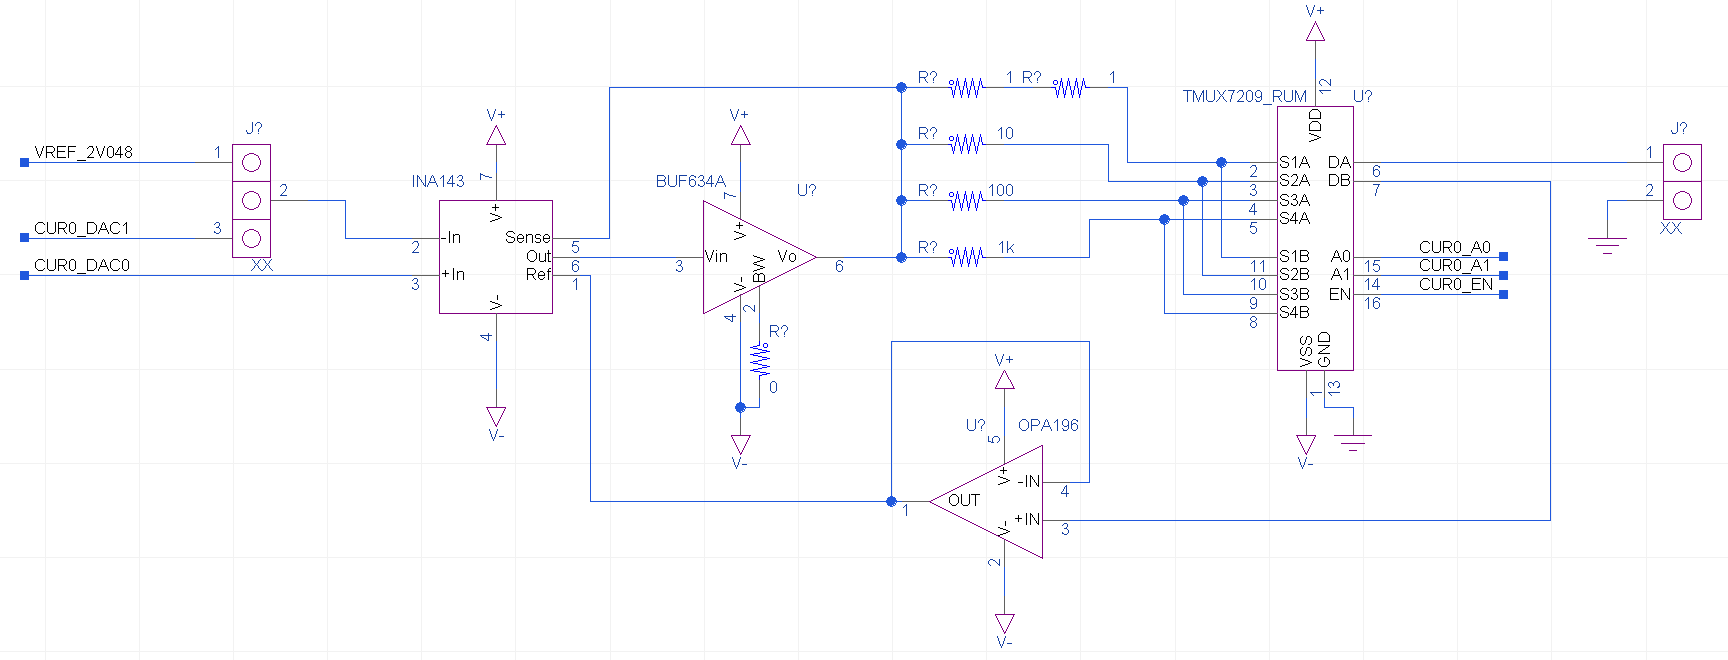 V+
R? 1 R? 1
12
TMUX7209_RUM U?
VDD
V+ V+
J? R? 10 J?
VREF_2V048 1
S1A DA 6 1
2
INA143 7 BUF634A 7 U?
S2A DB 7
3
2 R? 100 2
S3A
4
V+ V+
S4A
5
CUR0_DAC1 3 XX
2 -In Sense 5
Vin Vo
3 6
R? 1k
Out 6
S1B A0 15 CUR0_A0
11
CUR0_DAC0 XX
3 +In Ref 1
BW
S2B A1 14 CUR0_A1
10
V- V-
S3B EN 16 CUR0_EN
9
S4B
8
4 4 2
R?
0
VSS GND
1 13
V+
V- V- V-
U? OPA196
5
V+ -IN 4
OUT
1
V- +IN 3
2
V-